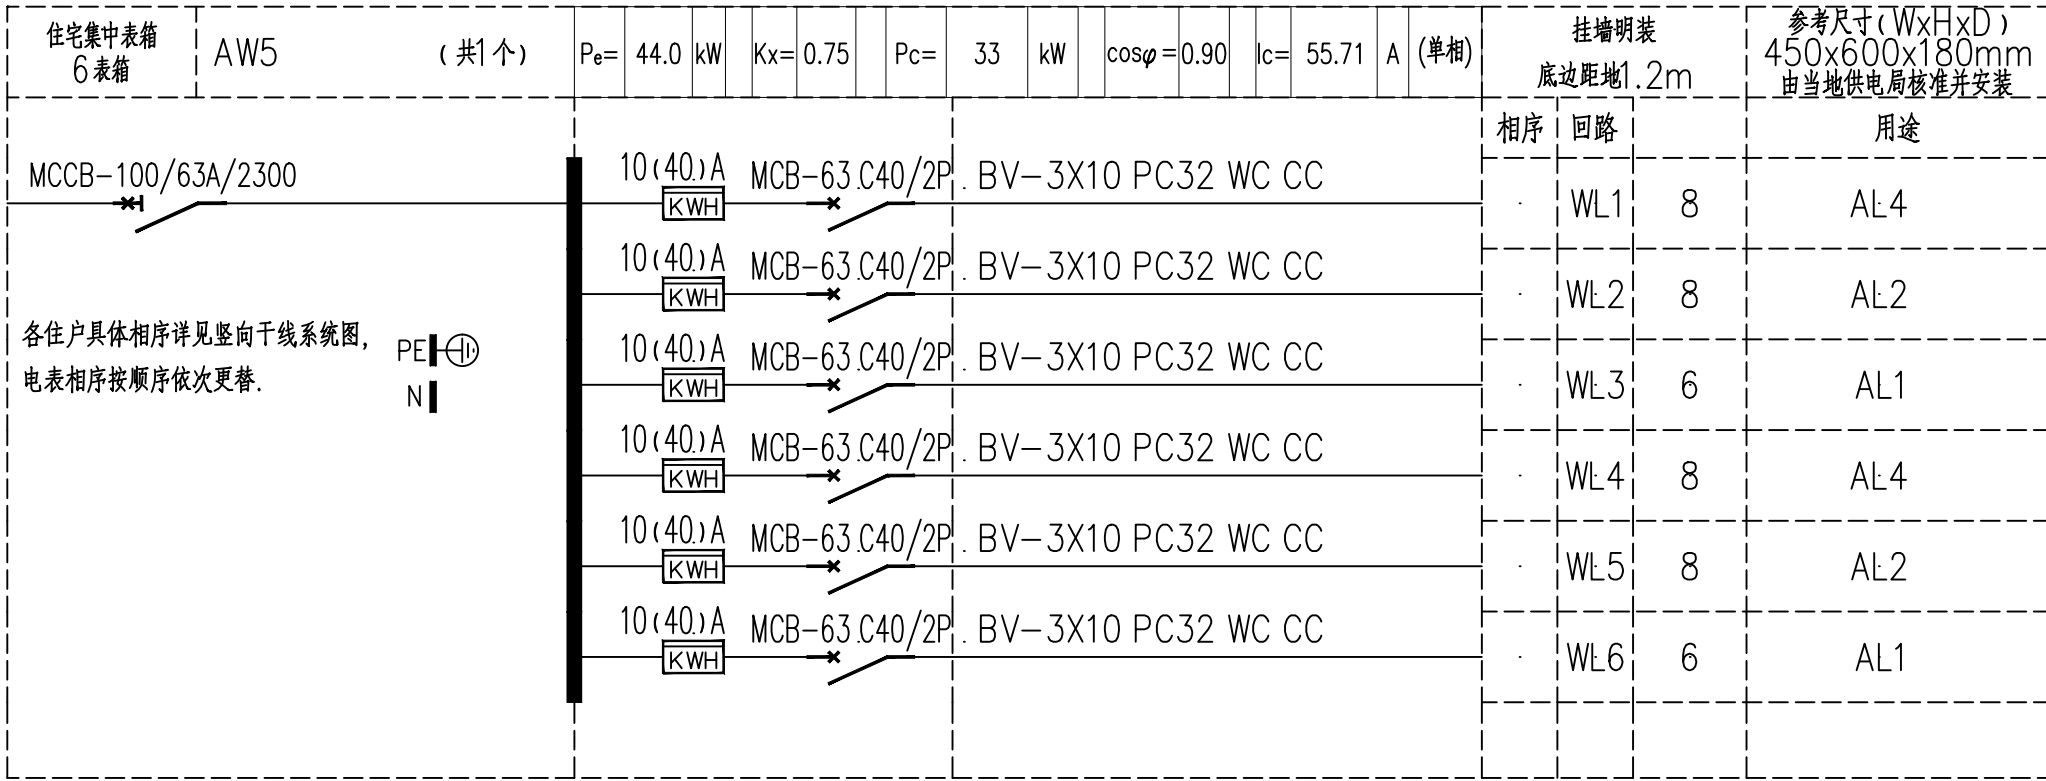 住宅集中表箱
6表箱
AW5 (共1个)
Pe= 44.0 kW Kx= 0.75 Pc= 33 kW cosφ=0.90 Ic= 55.71 A (单相)
挂墙明装
底边距地1.2m
参考尺寸(WxHxD)
450x600x180mm
由当地供电局核准并安装
相序 回路 用途
MCCB-100/63A/2300
10(40.)A MCB-63.C40/2P. BV-3X10 PC32 WC CC
KWH
WL1 8 AL4
10(40.)A MCB-63.C40/2P. BV-3X10 PC32 WC CC
KWH
WL2 8 AL2
各住户具体相序详见竖向干线系统图,
电表相序按顺序依次更替.
PE
N
10(40.)A MCB-63.C40/2P. BV-3X10 PC32 WC CC
KWH
WL3 6 AL1
10(40.)A MCB-63.C40/2P. BV-3X10 PC32 WC CC
KWH
WL4 8 AL4
10(40.)A MCB-63.C40/2P. BV-3X10 PC32 WC CC
KWH
WL5 8 AL2
10(40.)A MCB-63.C40/2P. BV-3X10 PC32 WC CC
KWH
WL6 6 AL1